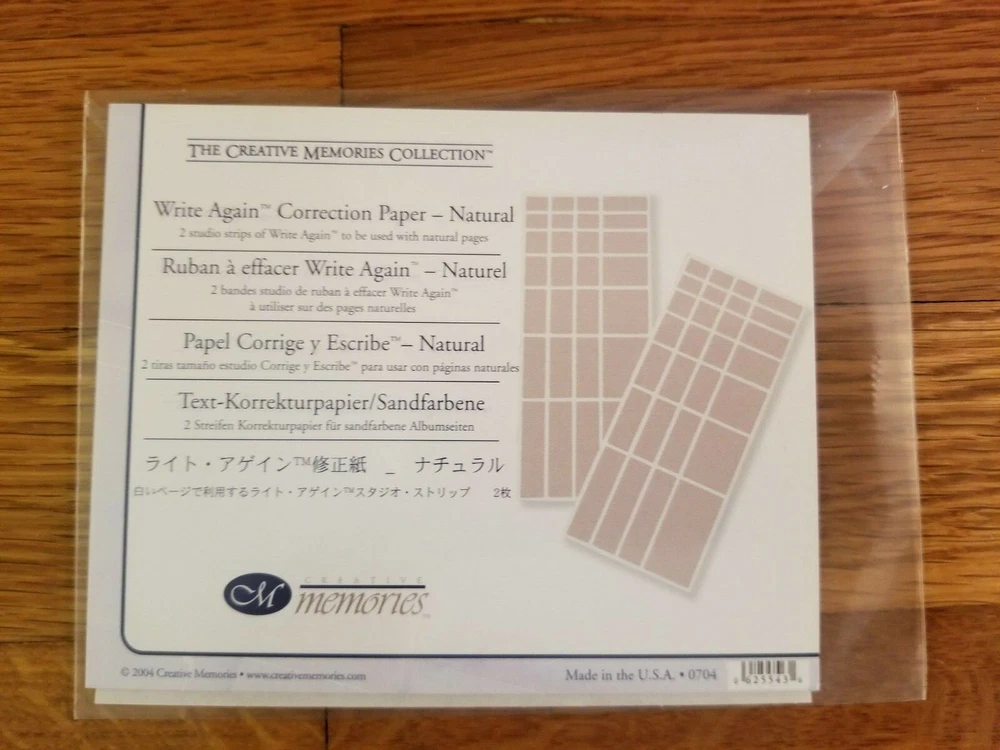 THE CREATIVE MEMORIES COLLECTION™
Write Again™ Correction Paper – Natural
2 studio strips of Write Again™ to be used with natural pages
Ruban à effacer Write Again™ – Naturel
2 bandes studio de ruban à effacer Write Again™
à utiliser sur des pages naturelles
Papel Corrige y Escribe™ – Natural
2 tiras tamaño estudio Corrige y Escribe™ para usar con páginas naturales
Text-Korrekturpapier/Sandfarbene
2 Streifen Korrekturpapier für sandfarbene Albumseiten
ライト・アゲイン™修正紙 _ ナチュラル
白いページで利用するライト・アゲイン™スタジオ・ストリップ 2枚
CREATIVE
M memories™
© 2004 Creative Memories • www.creativememories.com
Made in the U.S.A. • 0704
625543